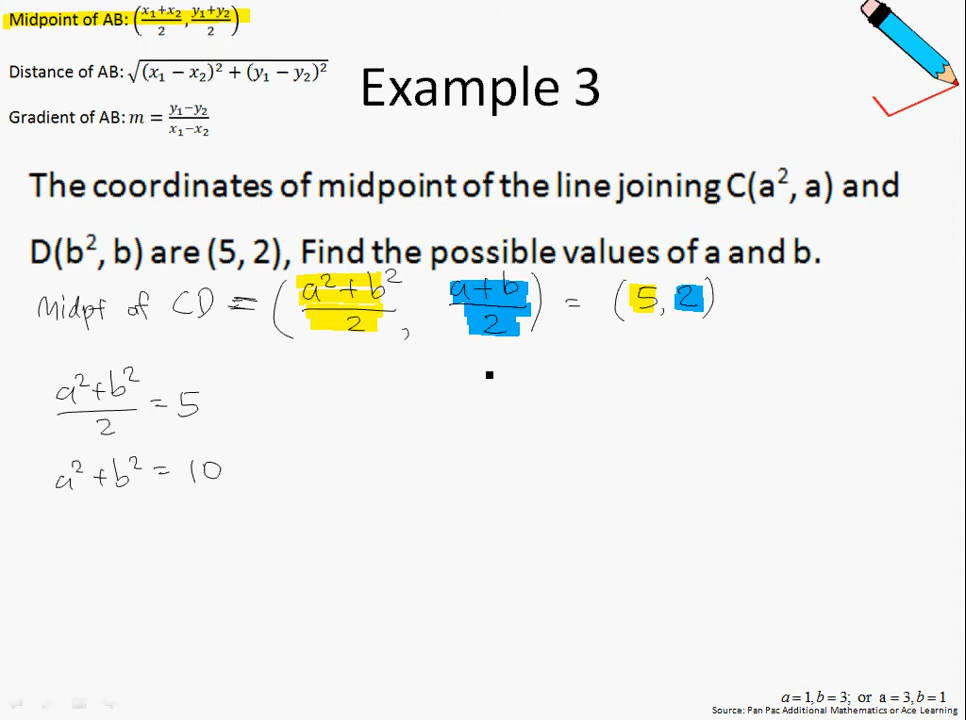 Midpoint of AB: (x₁+x₂/2, y₁+y₂/2)
Distance of AB: √(x₁ − x₂)² + (y₁ − y₂)²
Gradient of AB: m = y₁−y₂/x₁−x₂
Example 3
The coordinates of midpoint of the line joining C(a², a) and
D(b², b) are (5, 2), Find the possible values of a and b.
Midpt of CD = (a²+b²/2, a+b/2) = (5, 2)
a²+b²/2 = 5
a² + b² = 10
a = 1, b = 3; or a = 3, b = 1
Source: Pan Pac Additional Mathematics or Ace Learning